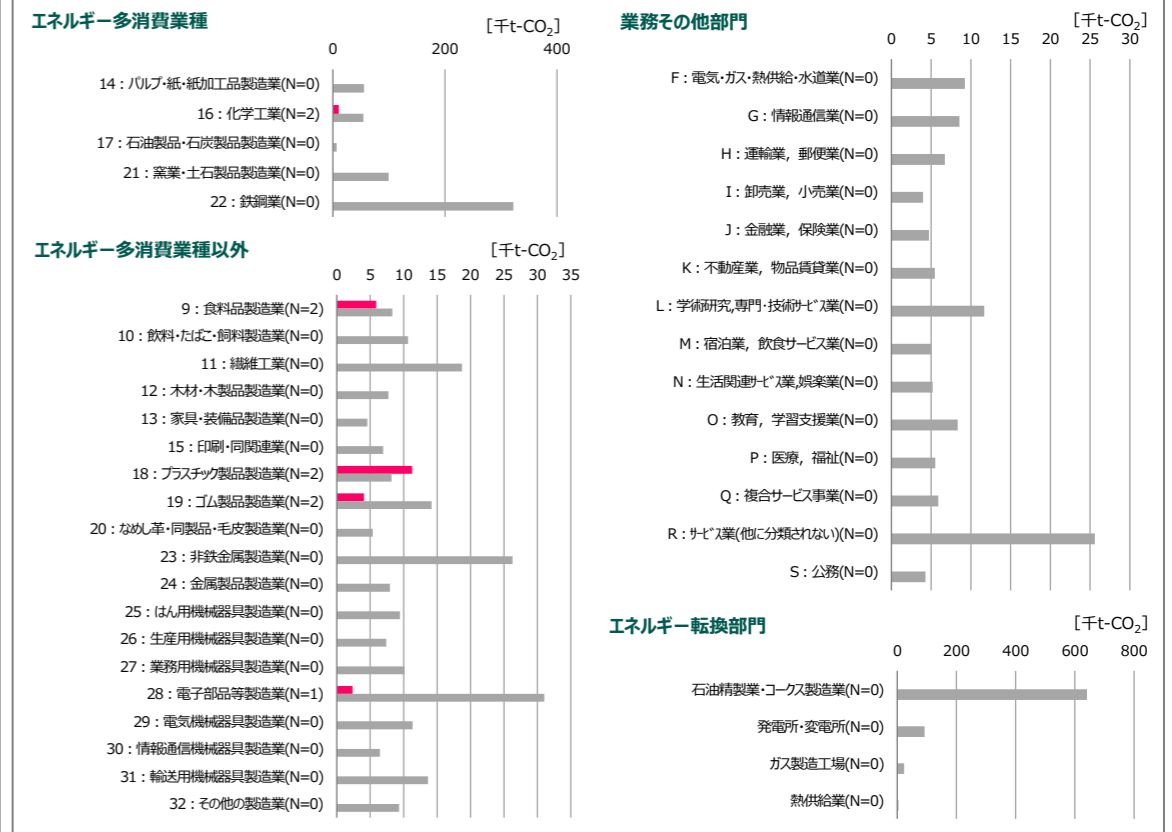 エネルギー多消費業種
[千t-CO2]
0 200 400
14：パルプ・紙・紙加工品製造業(N=0)
16：化学工業(N=2)
17：石油製品・石炭製品製造業(N=0)
21：窯業・土石製品製造業(N=0)
22：鉄鋼業(N=0)
エネルギー多消費業種以外
[千t-CO2]
0 5 10 15 20 25 30 35
9：食料品製造業(N=2)
10：飲料・たばこ・飼料製造業(N=0)
11：繊維工業(N=0)
12：木材・木製品製造業(N=0)
13：家具・装備品製造業(N=0)
15：印刷・同関連業(N=0)
18：プラスチック製品製造業(N=2)
19：ゴム製品製造業(N=2)
20：なめし革・同製品・毛皮製造業(N=0)
23：非鉄金属製造業(N=0)
24：金属製品製造業(N=0)
25：はん用機械器具製造業(N=0)
26：生産用機械器具製造業(N=0)
27：業務用機械器具製造業(N=0)
28：電子部品等製造業(N=1)
29：電気機械器具製造業(N=0)
30：情報通信機械器具製造業(N=0)
31：輸送用機械器具製造業(N=0)
32：その他の製造業(N=0)
業務その他部門
[千t-CO2]
0 5 10 15 20 25 30
F：電気・ガス・熱供給・水道業(N=0)
G：情報通信業(N=0)
H：運輸業，郵便業(N=0)
I：卸売業，小売業(N=0)
J：金融業，保険業(N=0)
K：不動産業，物品賃貸業(N=0)
L：学術研究,専門・技術ｻｰﾋﾞｽ業(N=0)
M：宿泊業，飲食サービス業(N=0)
N：生活関連ｻｰﾋﾞｽ業,娯楽業(N=0)
O：教育，学習支援業(N=0)
P：医療，福祉(N=0)
Q：複合サービス事業(N=0)
R：ｻｰﾋﾞｽ業(他に分類されない)(N=0)
S：公務(N=0)
エネルギー転換部門
[千t-CO2]
0 200 400 600 800
石油精製業・コークス製造業(N=0)
発電所・変電所(N=0)
ガス製造工場(N=0)
熱供給業(N=0)